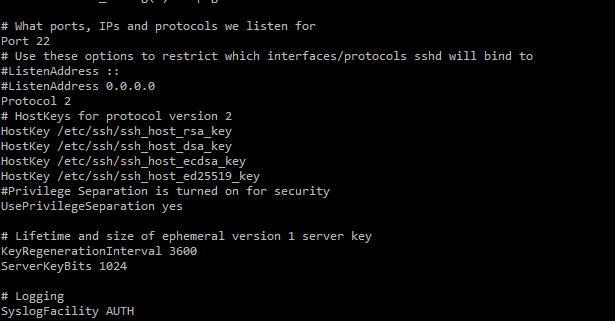 # What ports, IPs and protocols we listen for
Port 22
# Use these options to restrict which interfaces/protocols sshd will bind to
#ListenAddress ::
#ListenAddress 0.0.0.0
Protocol 2
# HostKeys for protocol version 2
HostKey /etc/ssh/ssh_host_rsa_key
HostKey /etc/ssh/ssh_host_dsa_key
HostKey /etc/ssh/ssh_host_ecdsa_key
HostKey /etc/ssh/ssh_host_ed25519_key
#Privilege Separation is turned on for security
UsePrivilegeSeparation yes
# Lifetime and size of ephemeral version 1 server key
KeyRegenerationInterval 3600
ServerKeyBits 1024
# Logging
SyslogFacility AUTH